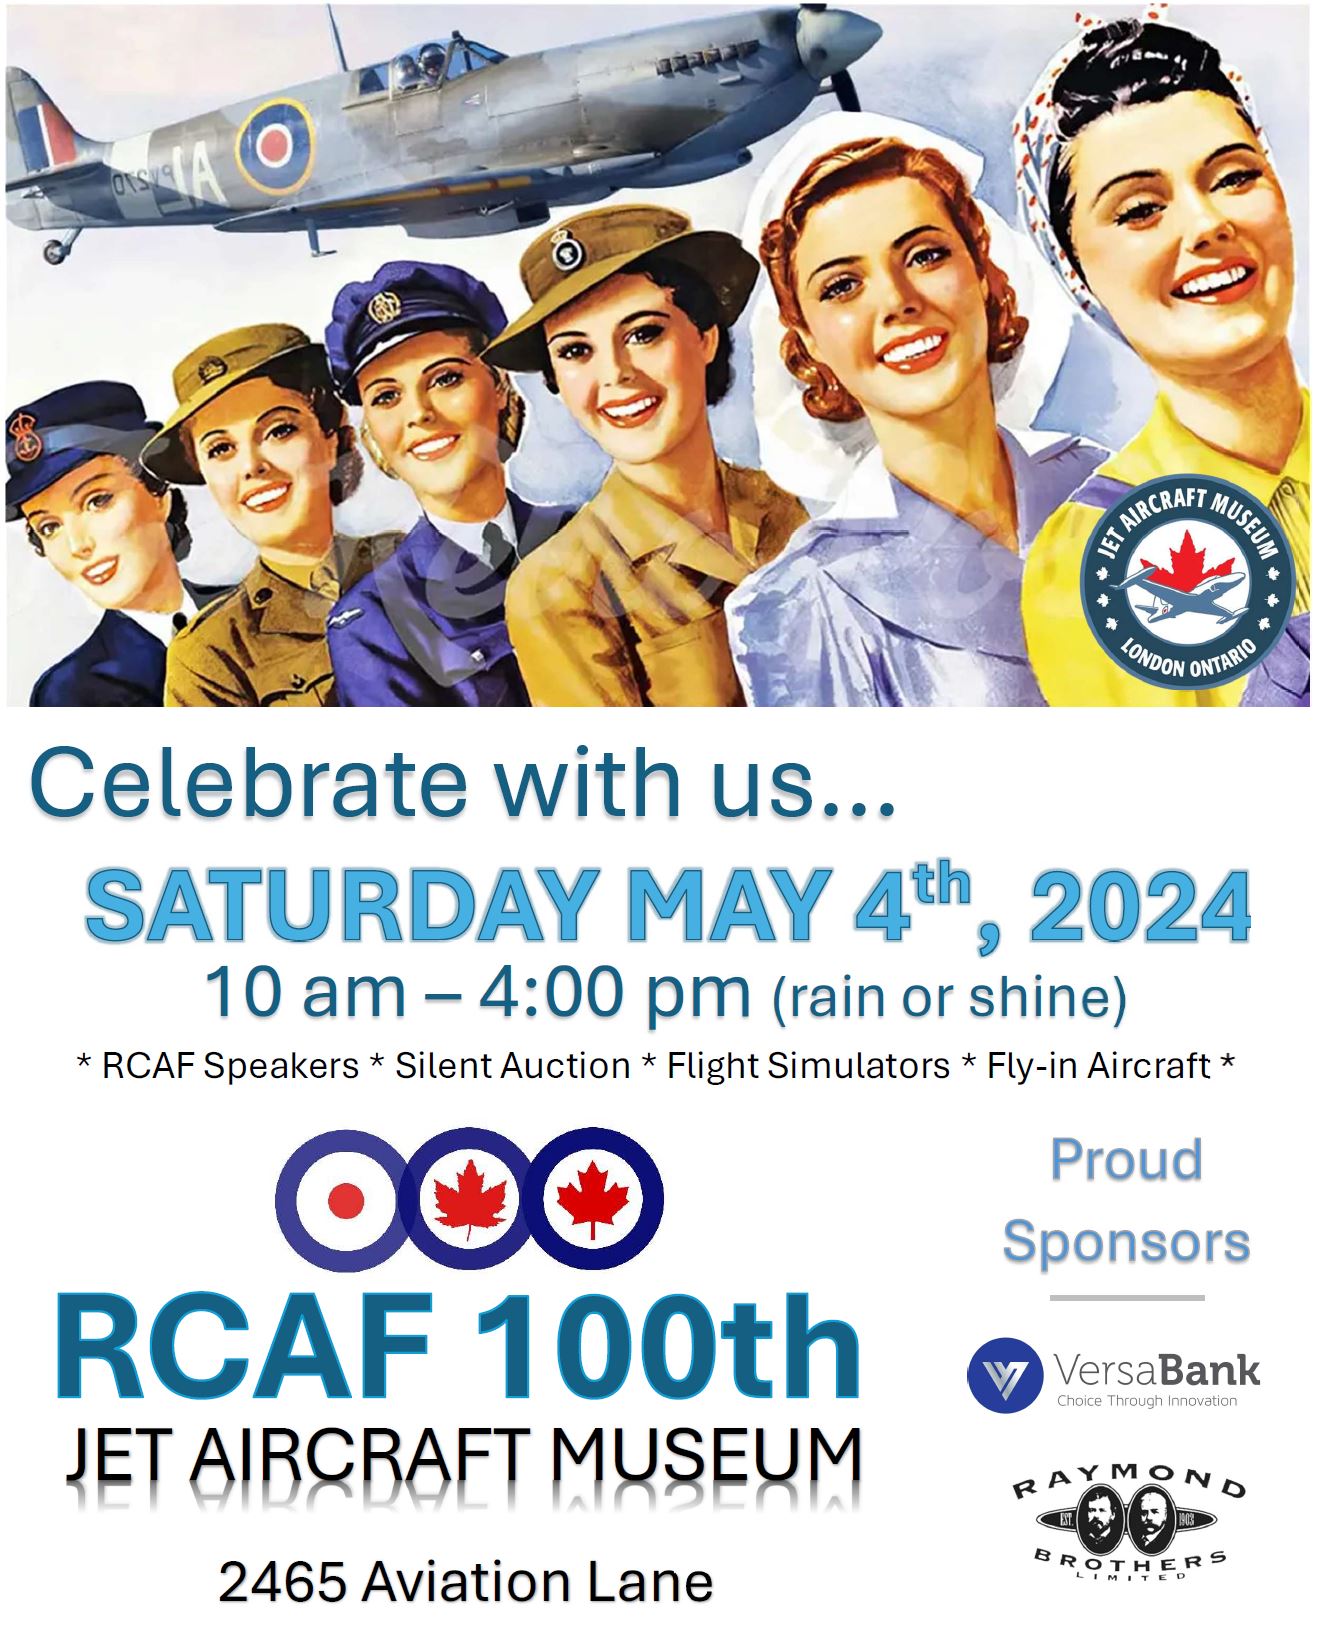 JET AIRCRAFT MUSEUM
LONDON ONTARIO
Celebrate with us...
SATURDAY MAY 4th, 2024
10 am – 4:00 pm (rain or shine)
* RCAF Speakers * Silent Auction * Flight Simulators * Fly-in Aircraft *
RCAF 100th
JET AIRCRAFT MUSEUM
2465 Aviation Lane
Proud
Sponsors
VersaBank
Choice Through Innovation
RAYMOND
EST. 1903
BROTHERS
LIMITED